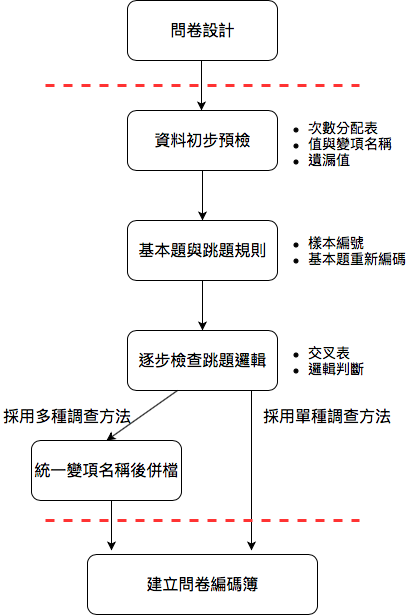 問卷設計
資料初步預檢
次數分配表
值與變項名稱
遺漏值
基本題與跳題規則
樣本編號
基本題重新編碼
逐步檢查跳題邏輯
交叉表
邏輯判斷
採用多種調查方法
採用單種調查方法
統一變項名稱後併檔
建立問卷編碼簿